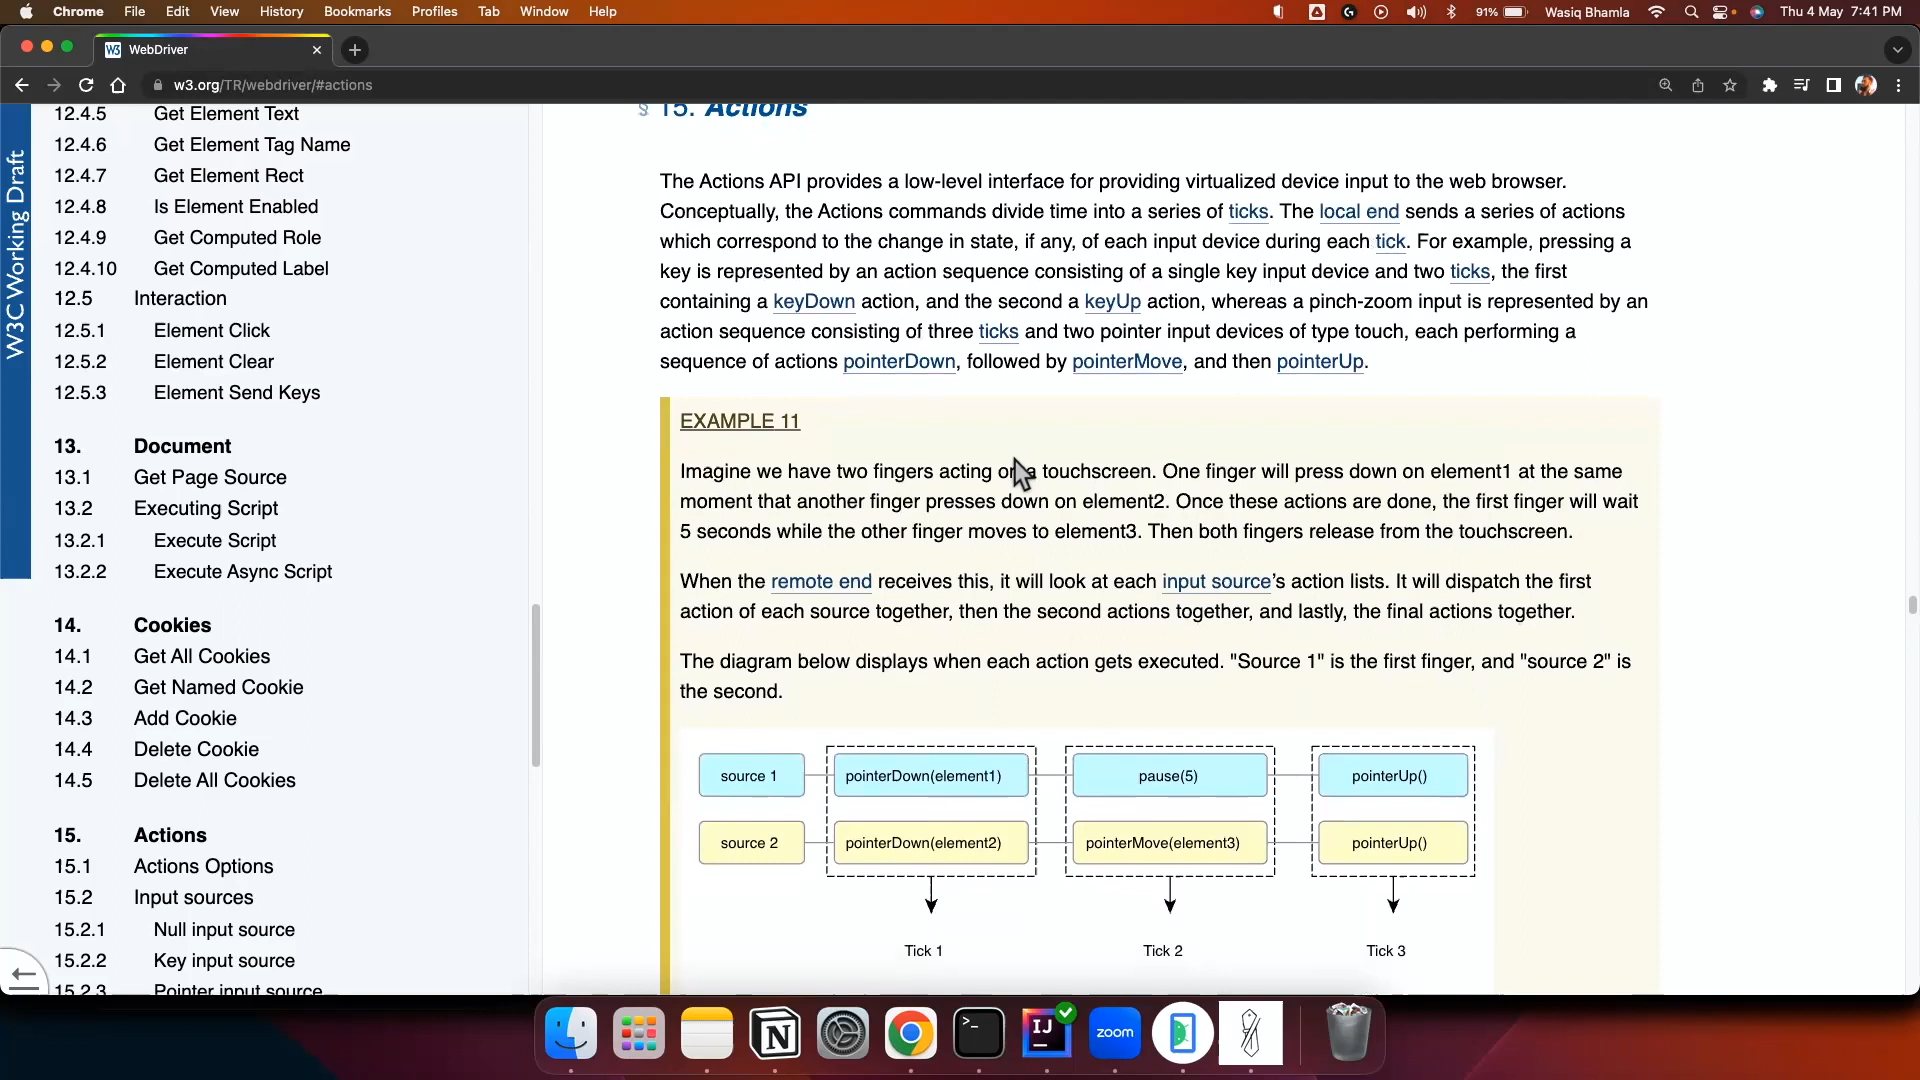 Chrome File Edit View History Bookmarks Profiles Tab Window Help 91% Wasiq Bhamla Thu 4 May 7:41 PM
WebDriver
w3.org/TR/webdriver/#actions
W3C Working Draft
12.4.5 Get Element Text
12.4.6 Get Element Tag Name
12.4.7 Get Element Rect
12.4.8 Is Element Enabled
12.4.9 Get Computed Role
12.4.10 Get Computed Label
12.5 Interaction
12.5.1 Element Click
12.5.2 Element Clear
12.5.3 Element Send Keys
13. Document
13.1 Get Page Source
13.2 Executing Script
13.2.1 Execute Script
13.2.2 Execute Async Script
14. Cookies
14.1 Get All Cookies
14.2 Get Named Cookie
14.3 Add Cookie
14.4 Delete Cookie
14.5 Delete All Cookies
15. Actions
15.1 Actions Options
15.2 Input sources
15.2.1 Null input source
15.2.2 Key input source
15.2.3 Pointer input source
§ 15. Actions
The Actions API provides a low-level interface for providing virtualized device input to the web browser.
Conceptually, the Actions commands divide time into a series of ticks. The local end sends a series of actions
which correspond to the change in state, if any, of each input device during each tick. For example, pressing a
key is represented by an action sequence consisting of a single key input device and two ticks, the first
containing a keyDown action, and the second a keyUp action, whereas a pinch-zoom input is represented by an
action sequence consisting of three ticks and two pointer input devices of type touch, each performing a
sequence of actions pointerDown, followed by pointerMove, and then pointerUp.
EXAMPLE 11
Imagine we have two fingers acting on a touchscreen. One finger will press down on element1 at the same
moment that another finger presses down on element2. Once these actions are done, the first finger will wait
5 seconds while the other finger moves to element3. Then both fingers release from the touchscreen.
When the remote end receives this, it will look at each input source's action lists. It will dispatch the first
action of each source together, then the second actions together, and lastly, the final actions together.
The diagram below displays when each action gets executed. "Source 1" is the first finger, and "source 2" is
the second.
source 1 pointerDown(element1) pause(5) pointerUp()
source 2 pointerDown(element2) pointerMove(element3) pointerUp()
Tick 1 Tick 2 Tick 3
IJ
zoom